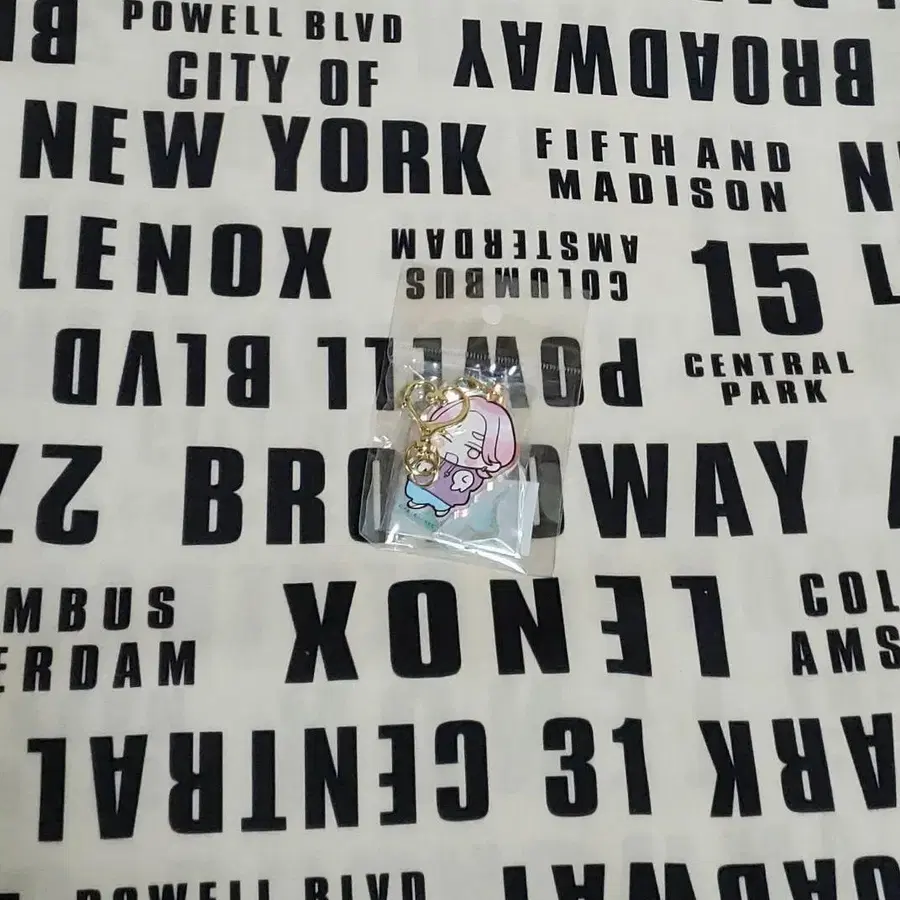 POWELL BLVD
BROADWAY
CITY OF
NEW YORK
FIFTH AND
MADISON
LENOX
AMSTERDAM
COLUMBUS
15
CENTRAL
PARK
POWELL BLVD
27
BROADWAY
MBUS
ERDAM
LENOX
COL
AMS
CENTRAL
31
ARK
POWELL BLVD